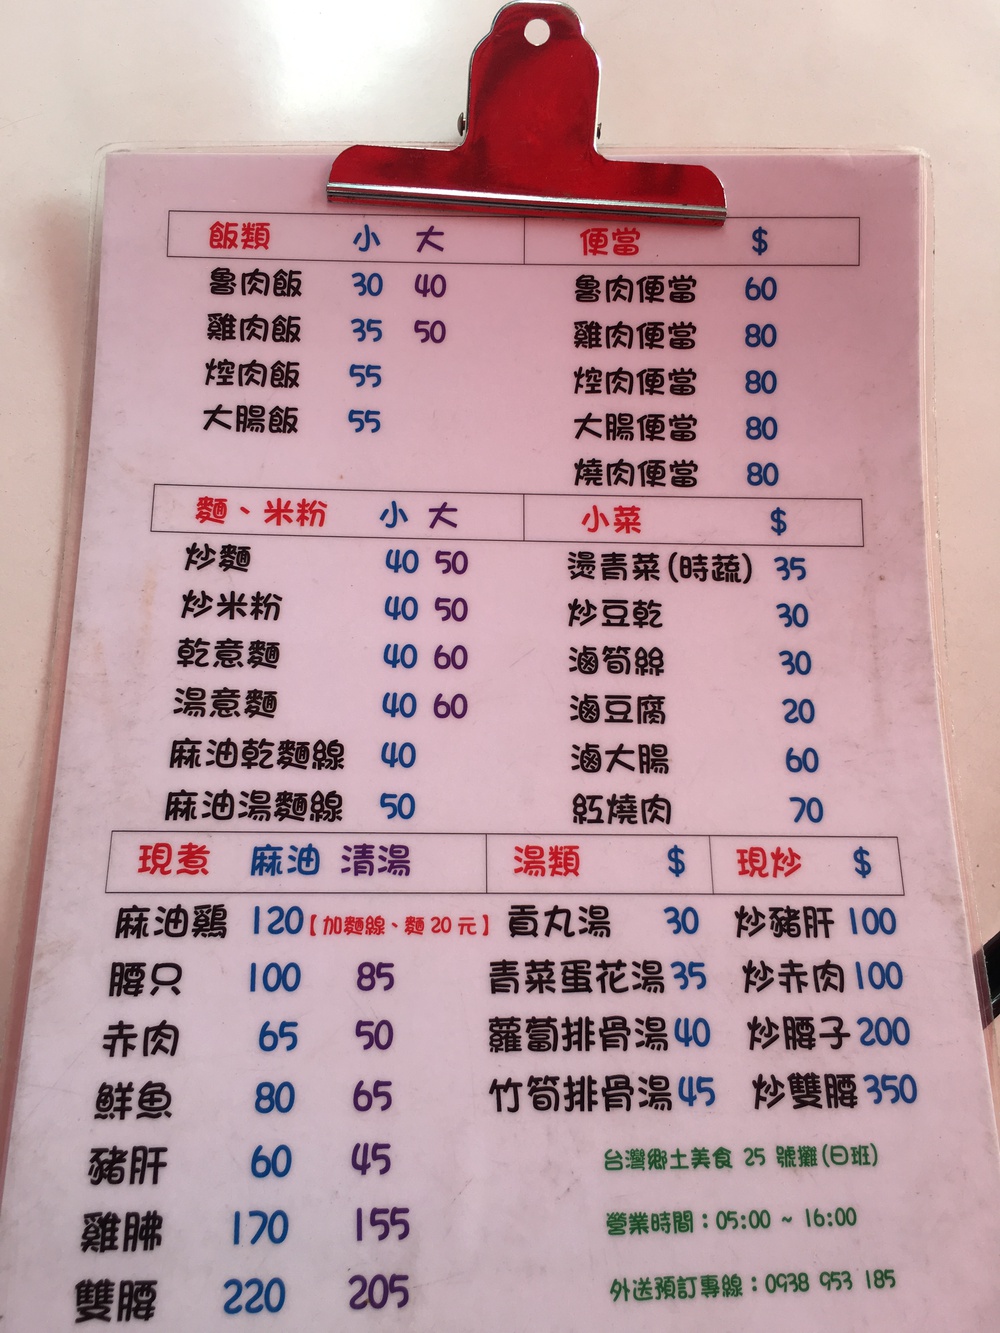 飯類 小 大
魯肉飯 30 40
雞肉飯 35 50
焢肉飯 55
大腸飯 55
便當 $
魯肉便當 60
雞肉便當 80
焢肉便當 80
大腸便當 80
燒肉便當 80
麵、米粉 小 大
炒麵 40 50
炒米粉 40 50
乾意麵 40 60
湯意麵 40 60
麻油乾麵線 40
麻油湯麵線 50
小菜 $
燙青菜(時蔬) 35
炒豆乾 30
滷筍絲 30
滷豆腐 20
滷大腸 60
紅燒肉 70
現煮 麻油 清湯
麻油鷄 120【加麵線、麵20元】
腰只 100 85
赤肉 65 50
鮮魚 80 65
豬肝 60 45
雞胇 170 155
雙腰 220 205
湯類 $
貢丸湯 30
青菜蛋花湯 35
蘿蔔排骨湯 40
竹筍排骨湯 45
現炒 $
炒豬肝 100
炒赤肉 100
炒腰子 200
炒雙腰 350
台灣鄉土美食 25 號攤(日班)
營業時間：05:00 ~ 16:00
外送預訂專線：0938 953 185